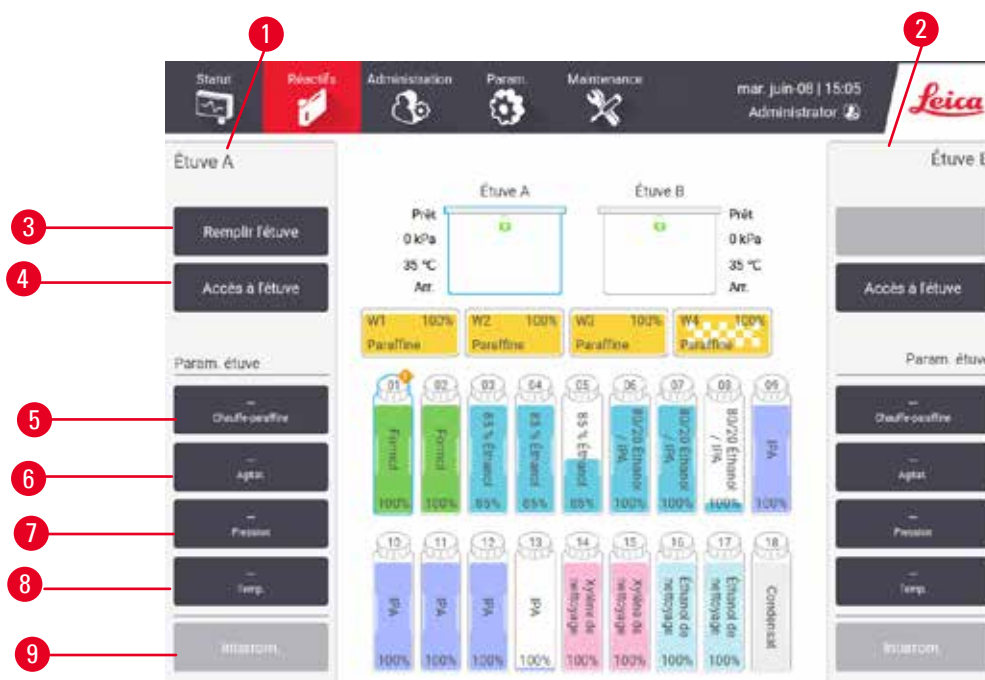 1
2
Statut
Réactifs
Administration
Param.
Maintenance
mar. juin-08 | 15:05
Administrator
Leica
Étuve A
Étuve
3
Remplir l'étuve
4
Accès à l'étuve
Param. étuve
5
--
Chauffe-paraffine
6
--
Agitat.
7
--
Pression
8
--
Temp.
9
Interrom.
Étuve A
Étuve B
Prêt
0 kPa
35 °C
Arr.
Prêt
0 kPa
35 °C
Arr.
W1 100%
Paraffine
W2 100%
Paraffine
W3 100%
Paraffine
W4 100%
Paraffine
01
Formol
100%
02
Formol
100%
03
85 % Éthanol
85%
04
85 % Éthanol
85%
05
85 % Éthanol
85%
06
80/20 Éthanol
/ IPA
100%
07
80/20 Éthanol
/ IPA
100%
08
80/20 Éthanol
/ IPA
100%
09
IPA
100%
10
IPA
100%
11
IPA
100%
12
IPA
100%
13
IPA
100%
14
Xylène de
nettoyage
100%
15
Xylène de
nettoyage
100%
16
Éthanol de
nettoyage
100%
17
Éthanol de
nettoyage
100%
18
Condensat
Accès à l'étuve
Param. étuve
--
Chauffe-paraffine
--
Agitat.
--
Pression
--
Temp.
Interrom.